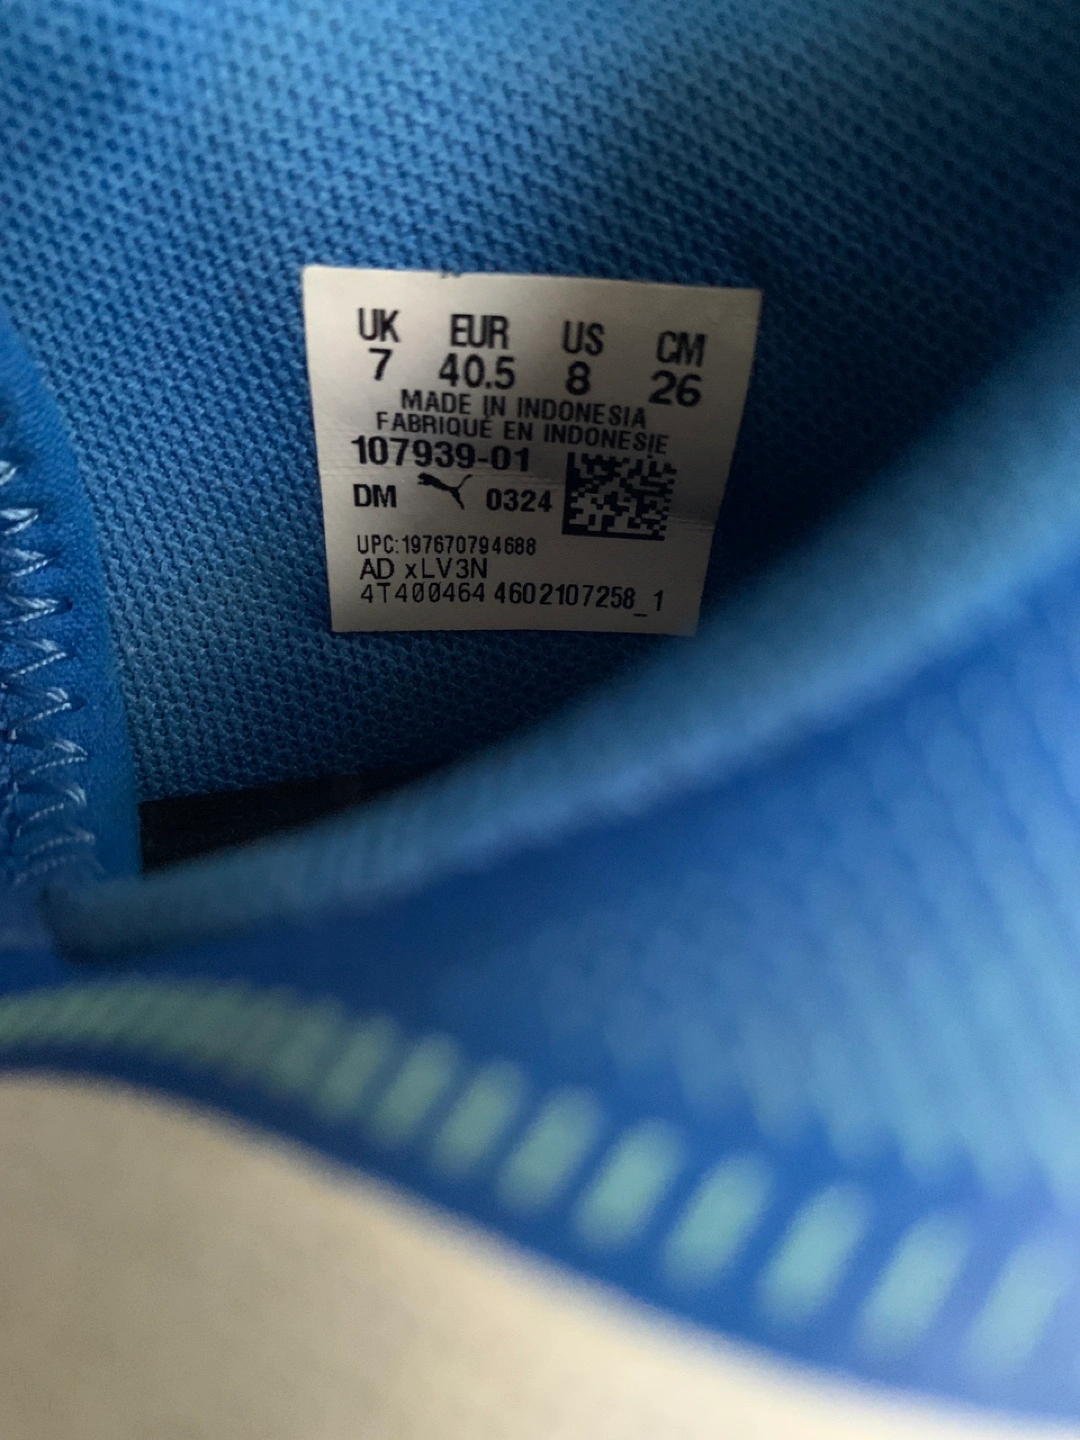 UK EUR US CM
7 40.5 8 26
MADE IN INDONESIA
FABRIQUÉ EN INDONESIE
107939-01
DM 0324
UPC:197670794688
AD xLV3N
4T400464 4602107258_1